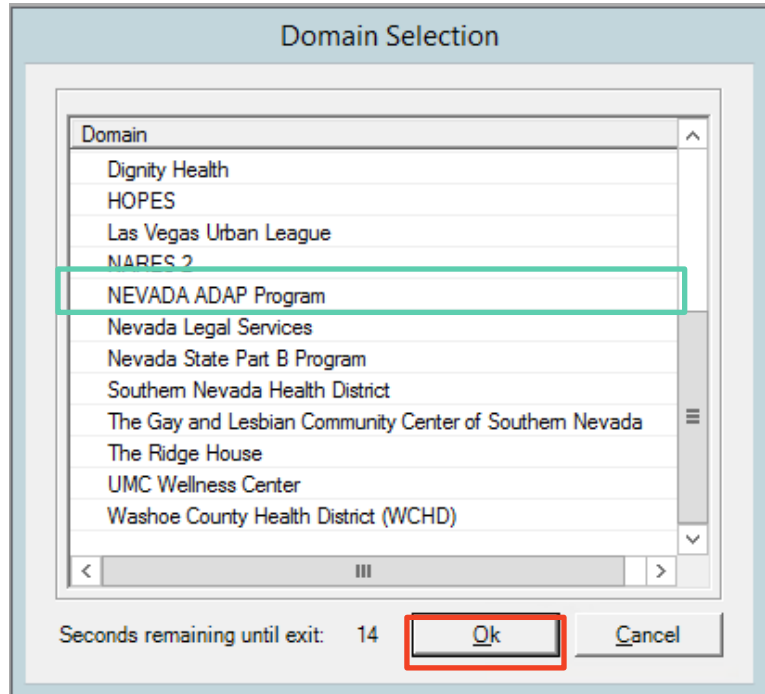 Domain Selection
Domain
Dignity Health
HOPES
Las Vegas Urban League
NARES 2
NEVADA ADAP Program
Nevada Legal Services
Nevada State Part B Program
Southern Nevada Health District
The Gay and Lesbian Community Center of Southern Nevada
The Ridge House
UMC Wellness Center
Washoe County Health District (WCHD)
Seconds remaining until exit: 14 Ok Cancel